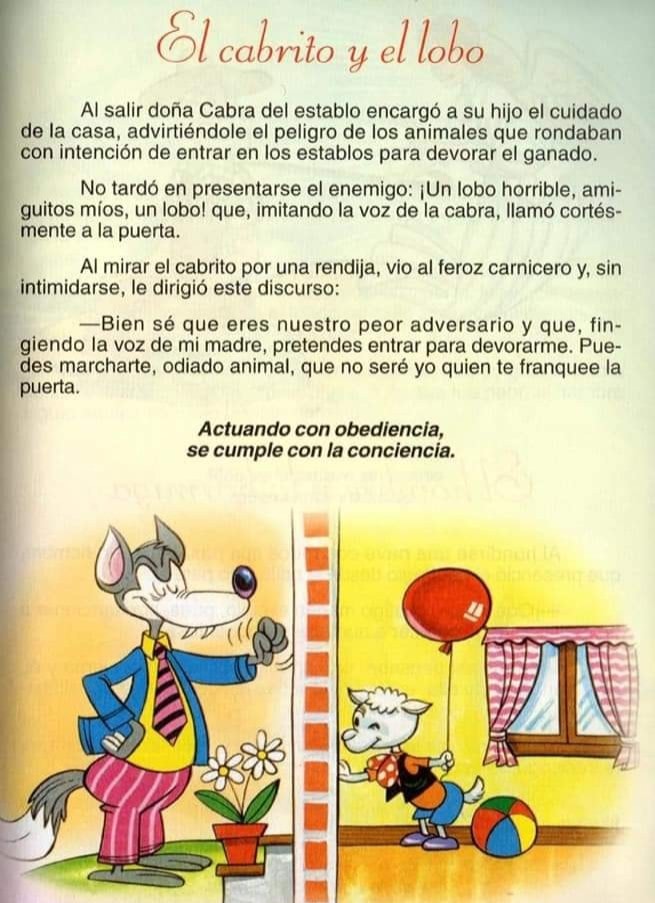 El cabrito y el lobo
Al salir doña Cabra del establo encargó a su hijo el cuidado
de la casa, advirtiéndole el peligro de los animales que rondaban
con intención de entrar en los establos para devorar el ganado.
No tardó en presentarse el enemigo: ¡Un lobo horrible, ami-
guitos míos, un lobo! que, imitando la voz de la cabra, llamó cortés-
mente a la puerta.
Al mirar el cabrito por una rendija, vio al feroz carnicero y, sin
intimidarse, le dirigió este discurso:
—Bien sé que eres nuestro peor adversario y que, fin-
giendo la voz de mi madre, pretendes entrar para devorarme. Pue-
des marcharte, odiado animal, que no seré yo quien te franquee la
puerta.
Actuando con obediencia,
se cumple con la conciencia.